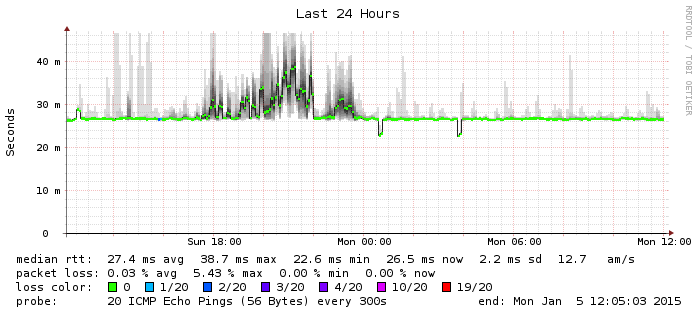 Last 24 Hours
RRDTOOL / TOBI OETIKER
Seconds
40 m
30 m
20 m
10 m
0
Sun 18:00 Mon 00:00 Mon 06:00 Mon 12:00
median rtt: 27.4 ms avg 38.7 ms max 22.6 ms min 26.5 ms now 2.2 ms sd 12.7 am/s
packet loss: 0.03 % avg 5.43 % max 0.00 % min 0.00 % now
loss color: 0 1/20 2/20 3/20 4/20 10/20 19/20
probe: 20 ICMP Echo Pings (56 Bytes) every 300s end: Mon Jan 5 12:05:03 2015